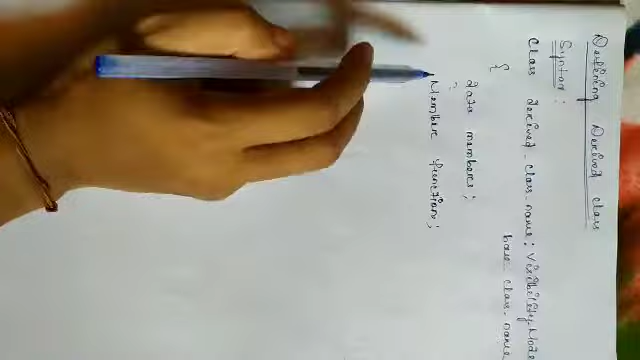 Defining Derived class
Syntax :
Class derived_class_name : Visibility_Mode
base_class_name
{
Data members ;
Member function ;